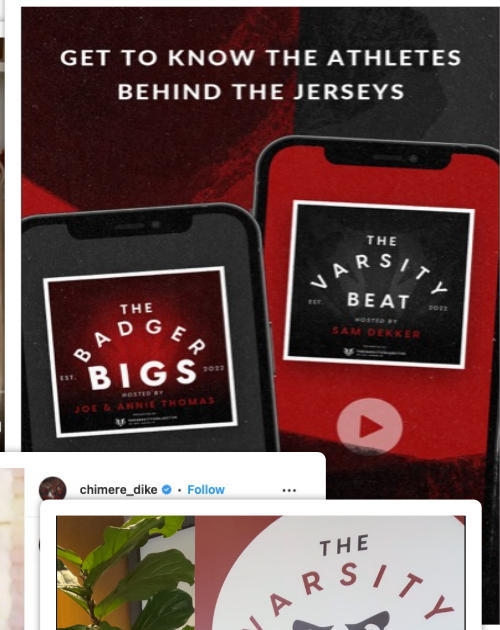 GET TO KNOW THE ATHLETES
BEHIND THE JERSEYS
THE
VARSITY
EST.
BEAT
2022
HOSTED BY
SAM DEKKER
THE
BADGER
EST.
BIGS
2022
HOSTED BY
JOE & ANNIE THOMAS
chimere_dike • Follow
...
THE
VARSITY